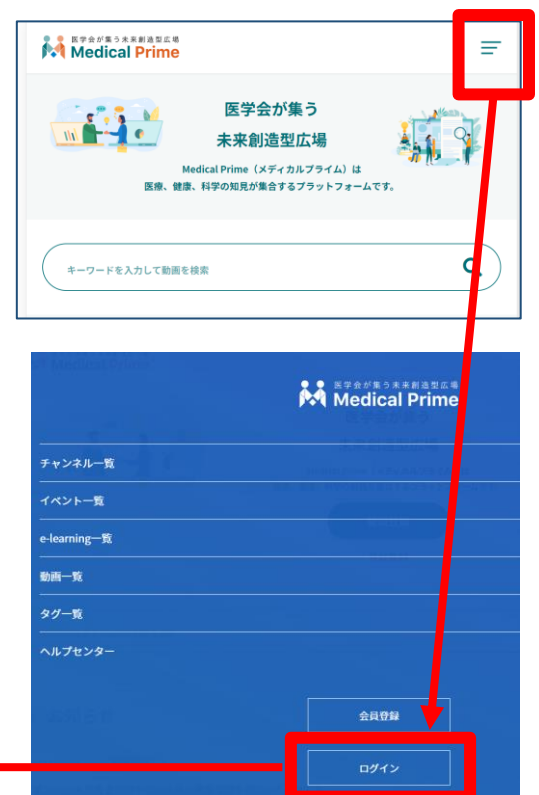 医学会が集う未来創造型広場
Medical Prime
医学会が集う
未来創造型広場
Medical Prime（メディカルプライム）は
医療、健康、科学の知見が集合するプラットフォームです。
キーワードを入力して動画を検索
医学会が集う未来創造型広場
Medical Prime
チャンネル一覧
イベント一覧
e-learning一覧
動画一覧
タグ一覧
ヘルプセンター
会員登録
ログイン